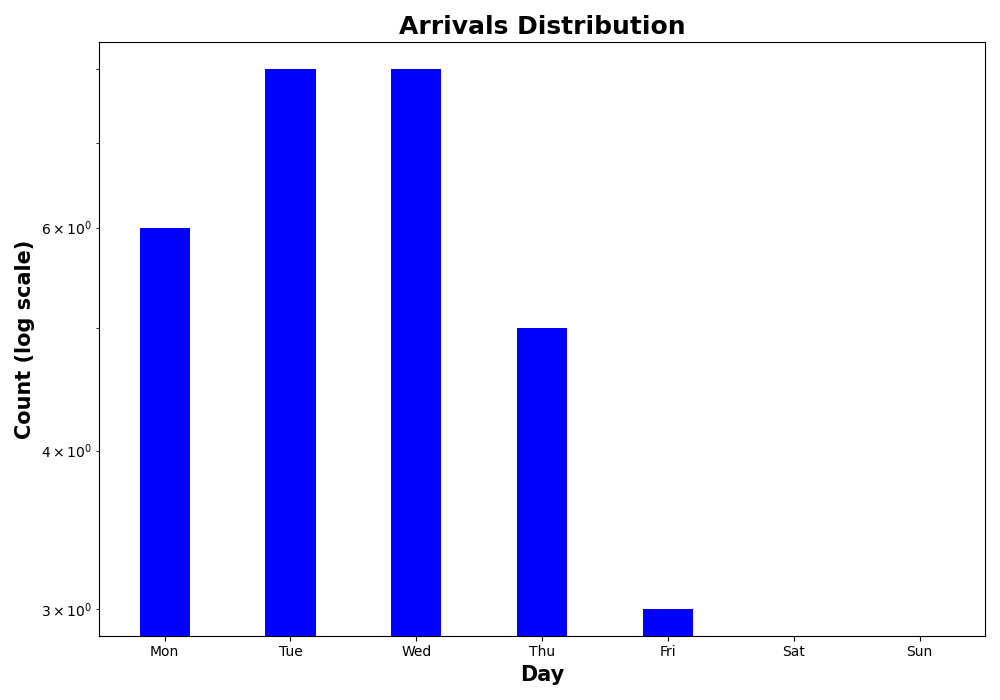 Arrivals Distribution
Count (log scale)
6 × 10⁰
4 × 10⁰
3 × 10⁰
Mon Tue Wed Thu Fri Sat Sun
Day